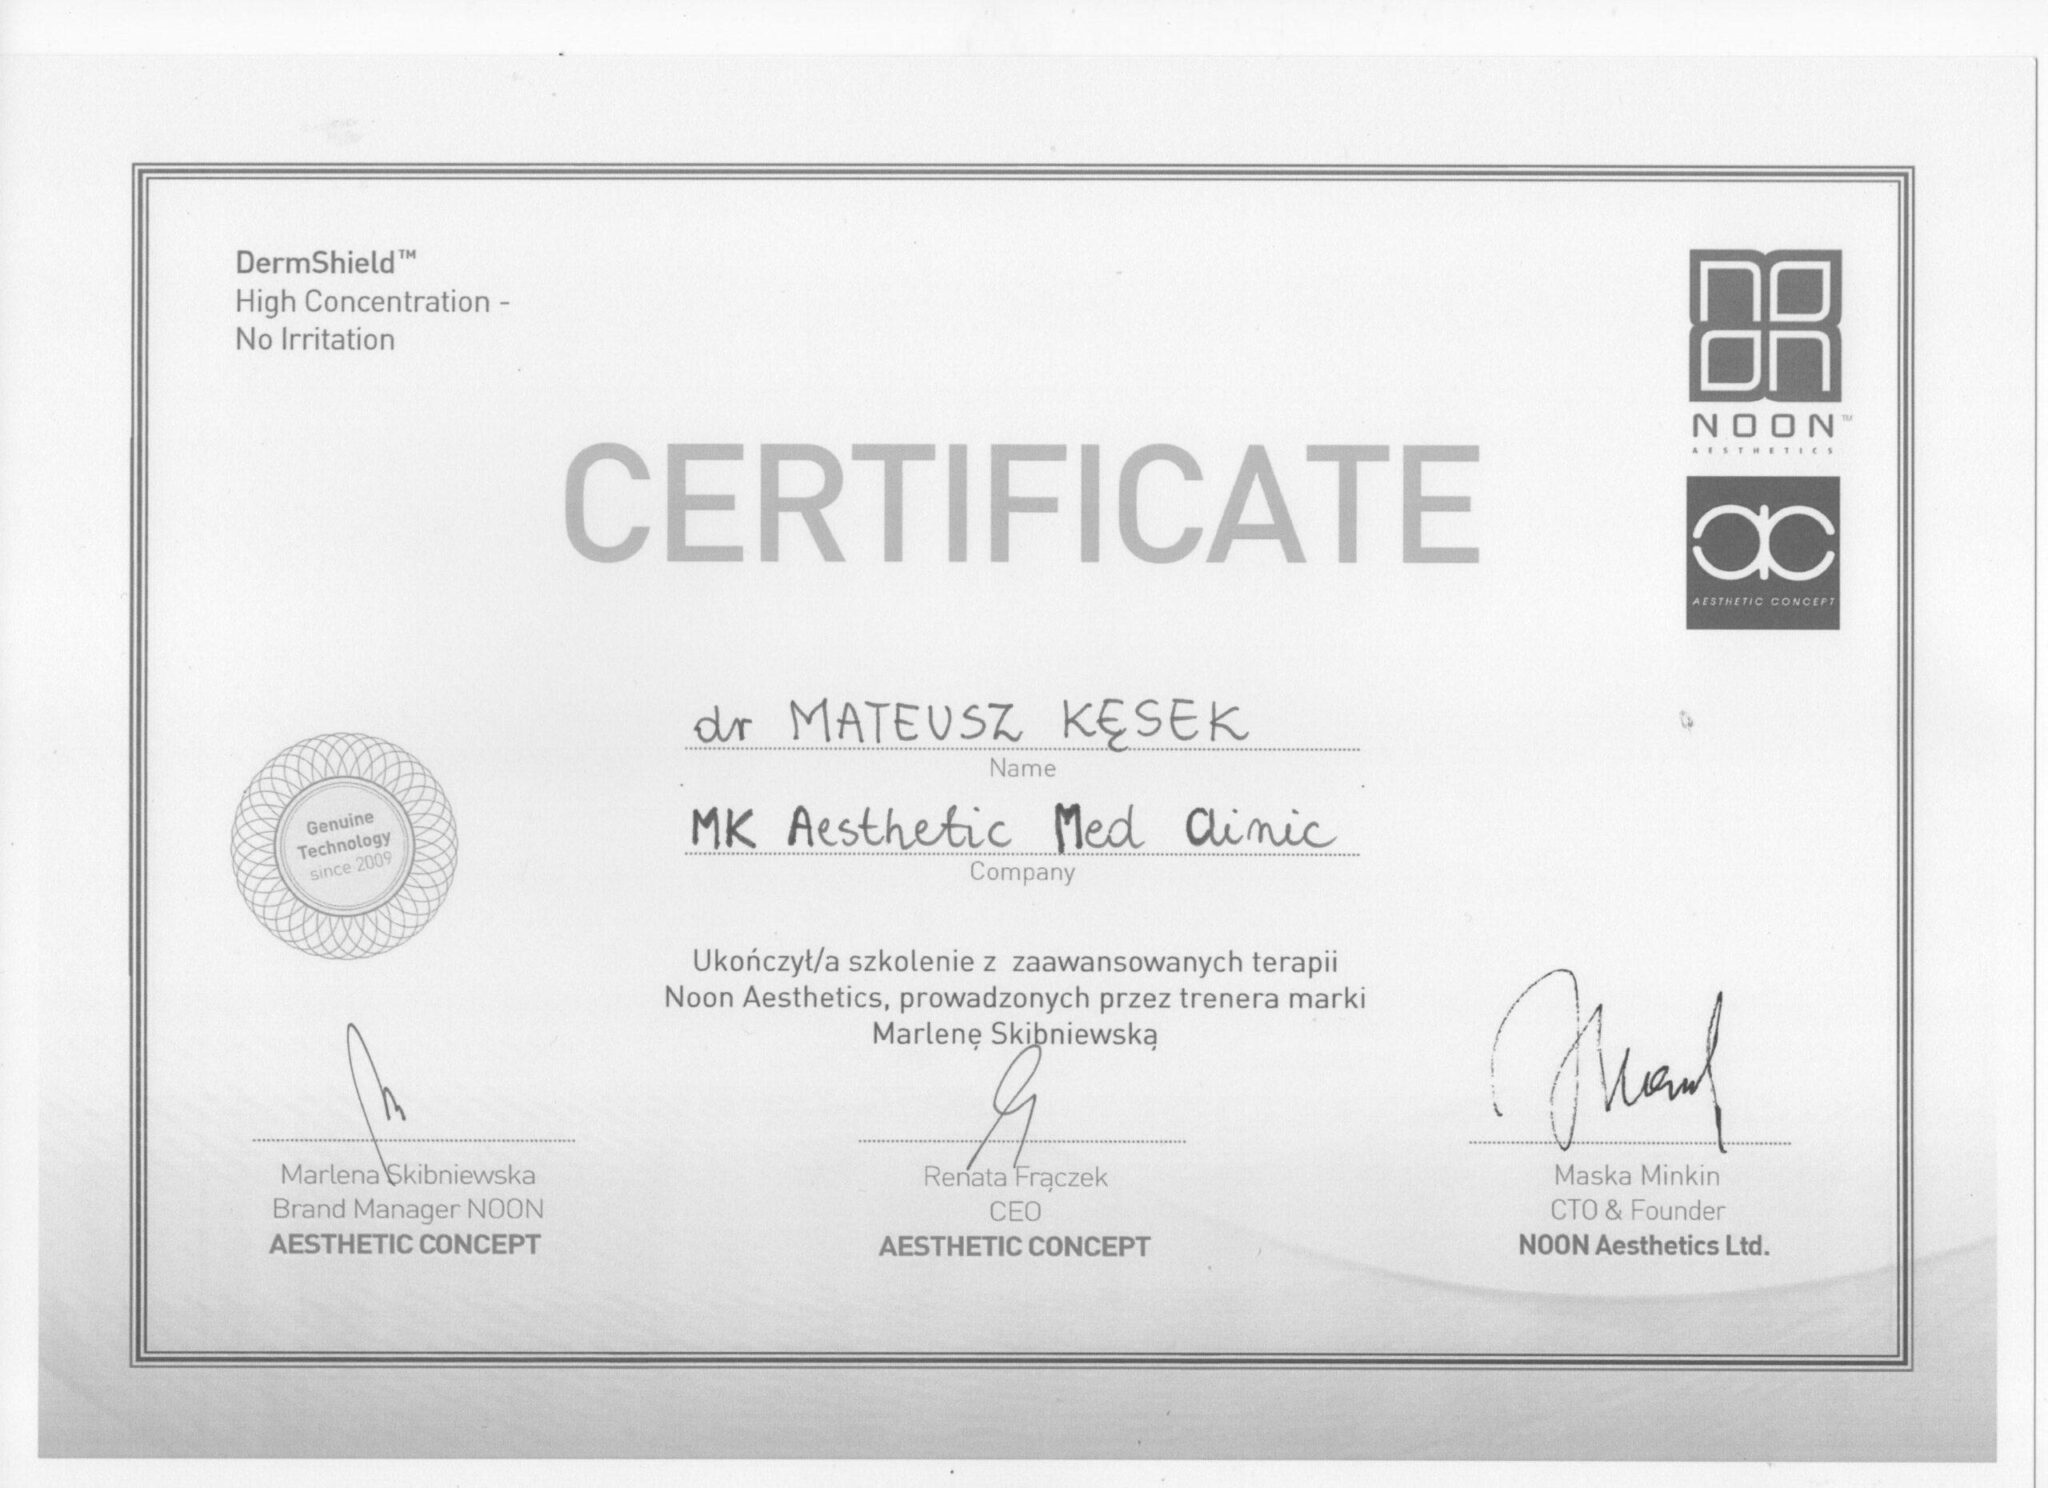 DermShield™
High Concentration -
No Irritation
NOON™
AESTHETICS
ac
AESTHETIC CONCEPT
CERTIFICATE
dr MATEUSZ KĘSEK
Name
MK Aesthetic Med Clinic
Company
Genuine
Technology
since 2009
Ukończył/a szkolenie z zaawansowanych terapii
Noon Aesthetics, prowadzonych przez trenera marki
Marlenę Skibniewską
Marlena Skibniewska
Brand Manager NOON
AESTHETIC CONCEPT
Renata Frączek
CEO
AESTHETIC CONCEPT
Maska Minkin
CTO & Founder
NOON Aesthetics Ltd.